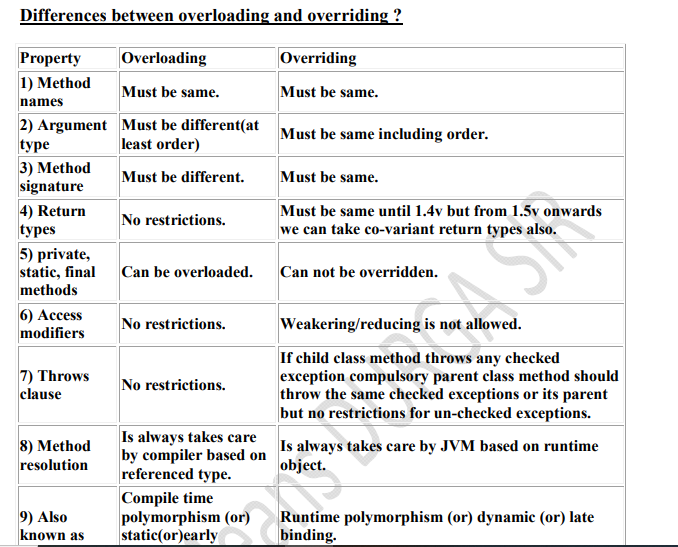 Differences between overloading and overriding ?
Property
Overloading
Overriding
1) Method
names
Must be same.
Must be same.
2) Argument
type
Must be different(at
least order)
Must be same including order.
3) Method
signature
Must be different.
Must be same.
4) Return
types
No restrictions.
Must be same until 1.4v but from 1.5v onwards
we can take co-variant return types also.
5) private,
static, final
methods
Can be overloaded.
Can not be overridden.
6) Access
modifiers
No restrictions.
Weakering/reducing is not allowed.
7) Throws
clause
No restrictions.
If child class method throws any checked
exception compulsory parent class method should
throw the same checked exceptions or its parent
but no restrictions for un-checked exceptions.
8) Method
resolution
Is always takes care
by compiler based on
referenced type.
Is always takes care by JVM based on runtime
object.
9) Also
known as
Compile time
polymorphism (or)
static(or)early
Runtime polymorphism (or) dynamic (or) late
binding.
eans DURGA SIR